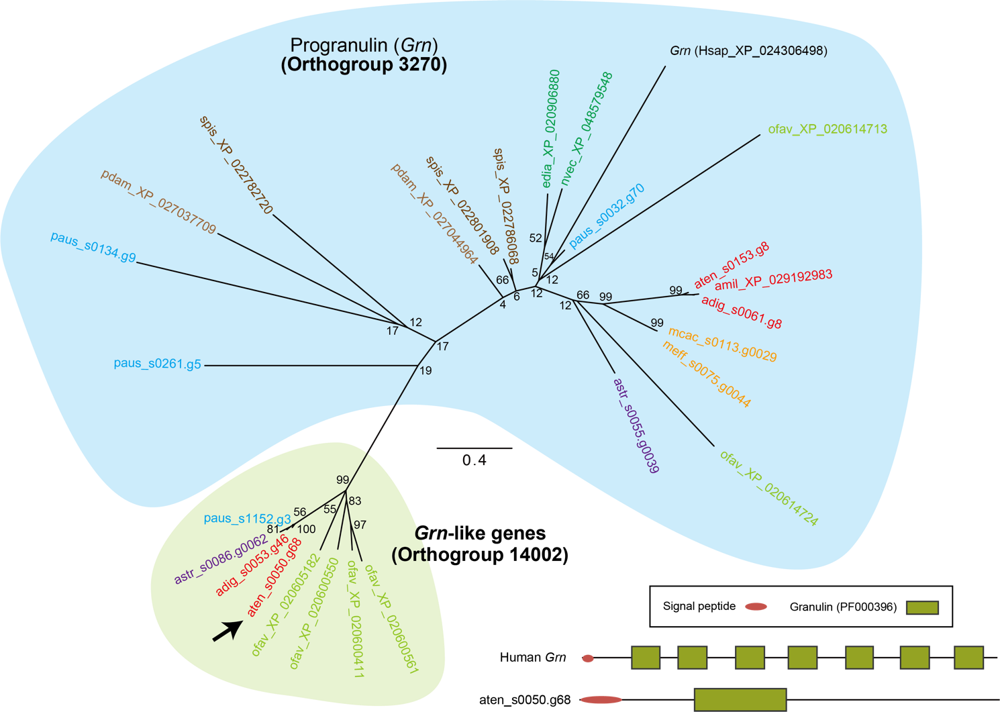 Progranulin (Grn)
(Orthogroup 3270)
Grn (Hsap_XP_024306498)
edia_XP_020906880
nvec_XP_048579548
ofav_XP_020614713
spis_XP_022782720
pdam_XP_027037709
paus_s0134.g9
pdam_XP_027044964
spis_XP_022801908
spis_XP_022786068
paus_s0032.g70
52
54
5
12
66
6
12
4
aten_s0153.g8
amil_XP_029192983
adig_s0061.g8
99
66
99
12
99
mcac_s0113.g0029
meff_s0075.g0044
astr_s0055.g0039
ofav_XP_020614724
12
17
17
paus_s0261.g5
19
0.4
99
83
55
56
97
paus_s1152.g3
81
100
astr_s0086.g0062
adig_s0053.g46
aten_s0050.g68
ofav_XP_020605182
ofav_XP_020600550
ofav_XP_020600411
ofav_XP_020600561
Grn-like genes
(Orthogroup 14002)
Signal peptide
Granulin (PF000396)
Human Grn
aten_s0050.g68